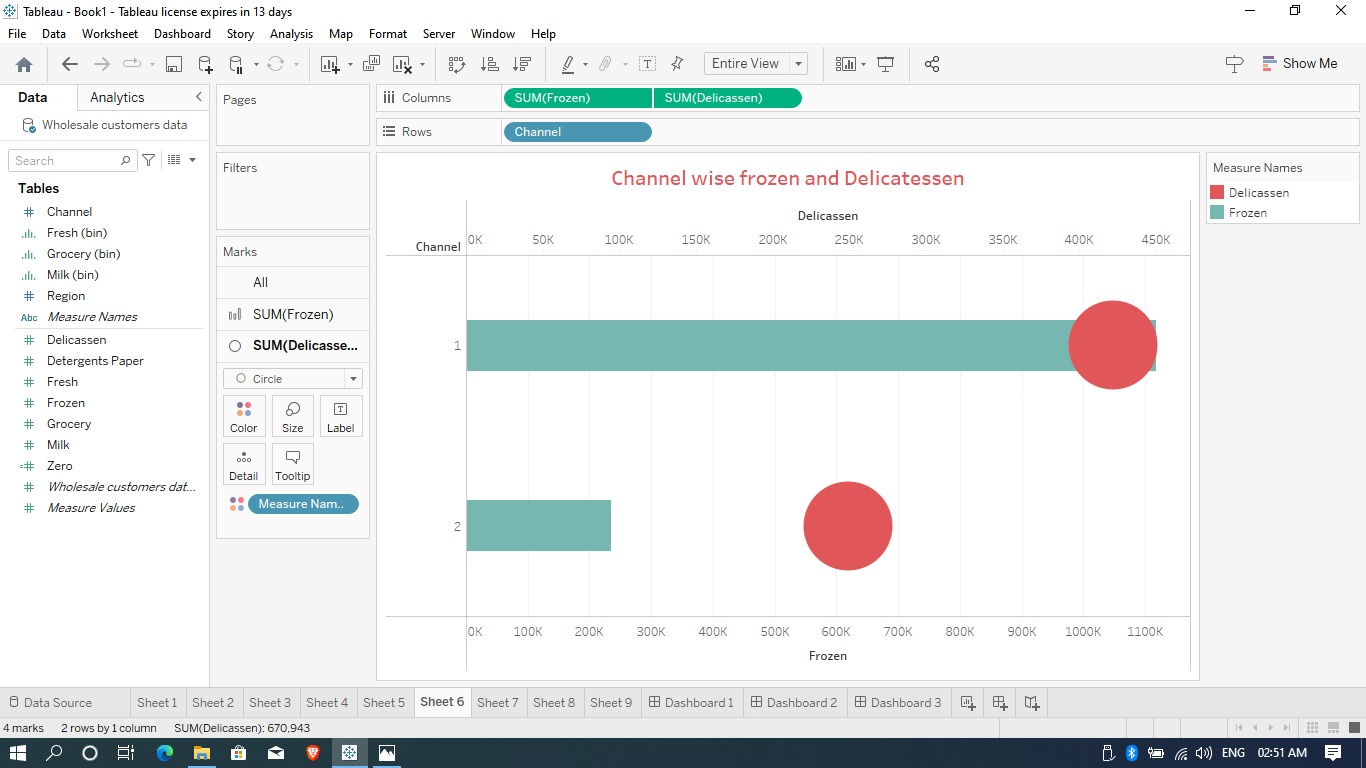 Tableau - Book1 - Tableau license expires in 13 days
File Data Worksheet Dashboard Story Analysis Map Format Server Window Help
Entire View
Show Me
Data Analytics
Wholesale customers data
Search
Tables
Channel
Fresh (bin)
Grocery (bin)
Milk (bin)
Region
Abc Measure Names
Delicassen
Detergents Paper
Fresh
Frozen
Grocery
Milk
Zero
Wholesale customers dat...
Measure Values
Pages
Filters
Marks
All
SUM(Frozen)
SUM(Delicasse...
Circle
Color Size Label
Detail Tooltip
Measure Nam..
Columns SUM(Frozen) SUM(Delicassen)
Rows Channel
Channel wise frozen and Delicatessen
Delicassen
Channel
0K 50K 100K 150K 200K 250K 300K 350K 400K 450K
1
2
0K 100K 200K 300K 400K 500K 600K 700K 800K 900K 1000K 1100K
Frozen
Measure Names
Delicassen
Frozen
Data Source Sheet 1 Sheet 2 Sheet 3 Sheet 4 Sheet 5 Sheet 6 Sheet 7 Sheet 8 Sheet 9 Dashboard 1 Dashboard 2 Dashboard 3
4 marks 2 rows by 1 column SUM(Delicassen): 670,943
ENG 02:51 AM